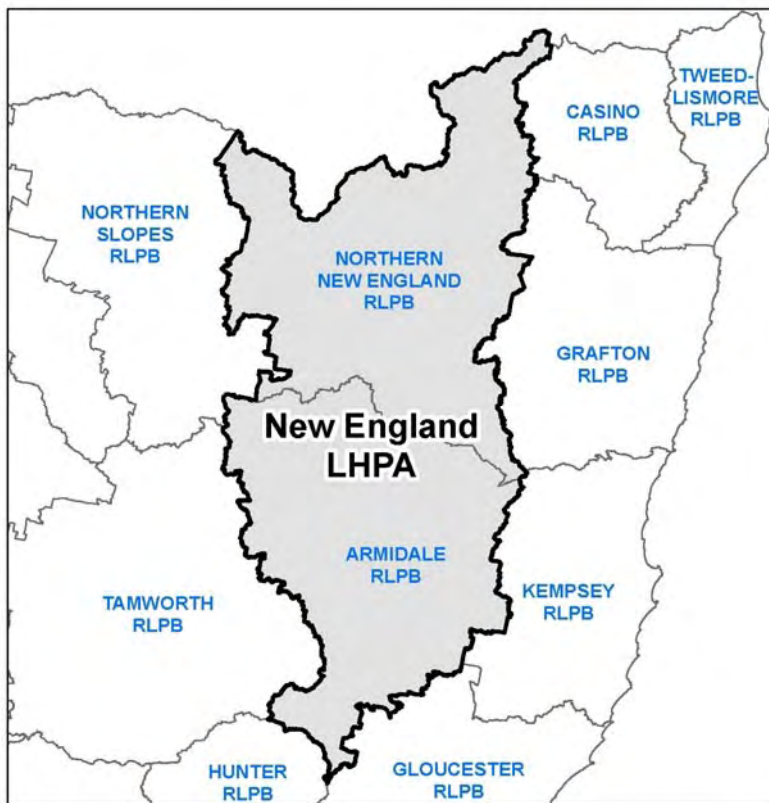 TWEED-
LISMORE
RLPB
CASINO
RLPB
NORTHERN
SLOPES
RLPB
NORTHERN
NEW ENGLAND
RLPB
GRAFTON
RLPB
New England
LHPA
ARMIDALE
RLPB
TAMWORTH
RLPB
KEMPSEY
RLPB
HUNTER
RLPB
GLOUCESTER
RLPB